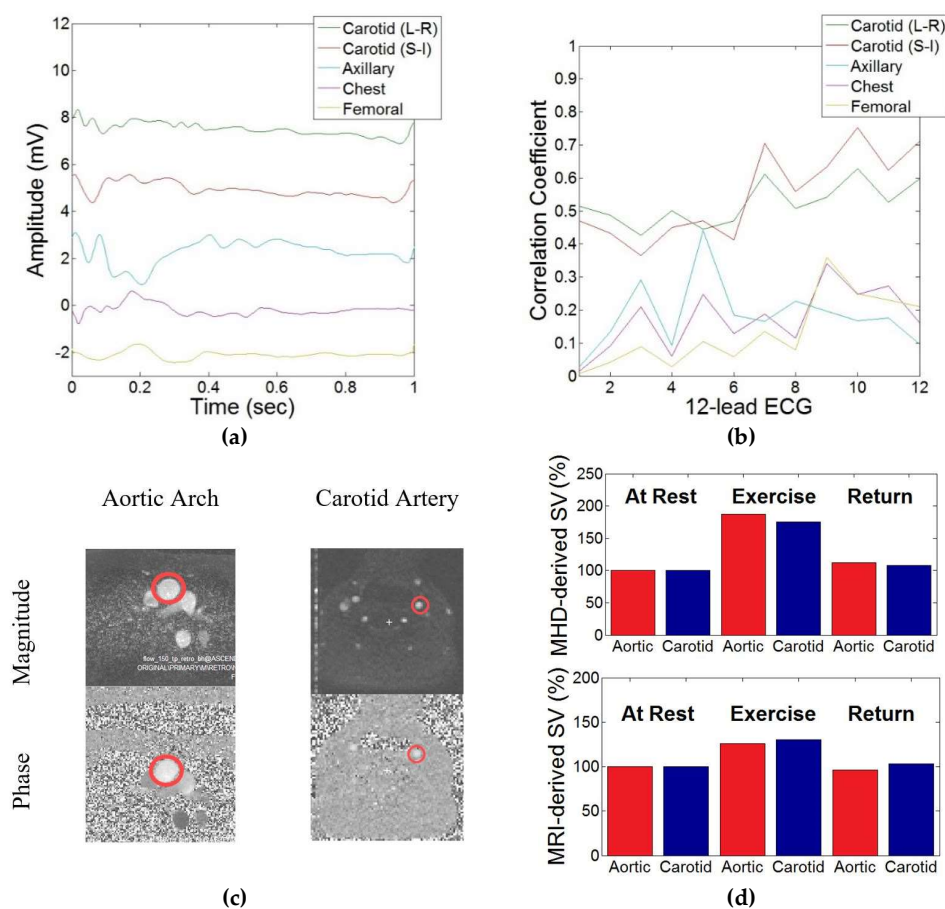 12
10
8
6
4
2
0
-2
Amplitude (mV)
0
0.2
0.4
0.6
0.8
1
Time (sec)
Carotid (L-R)
Carotid (S-I)
Axillary
Chest
Femoral
(a)
1
0.9
0.8
0.7
0.6
0.5
0.4
0.3
0.2
0.1
0
Correlation Coefficient
2
4
6
8
10
12
12-lead ECG
Carotid (L-R)
Carotid (S-I)
Axillary
Chest
Femoral
(b)
Aortic Arch
Carotid Artery
Magnitude
Phase
flow_150_tp_retro_bh@ASCEND
ORIGINAL\PRIMARY\M\RETRO\
F
(c)
MHD-derived SV (%)
250
200
150
100
50
0
At Rest
Exercise
Return
Aortic
Carotid
Aortic
Carotid
Aortic
Carotid
MRI-derived SV (%)
200
150
100
50
0
At Rest
Exercise
Return
Aortic
Carotid
Aortic
Carotid
Aortic
Carotid
(d)